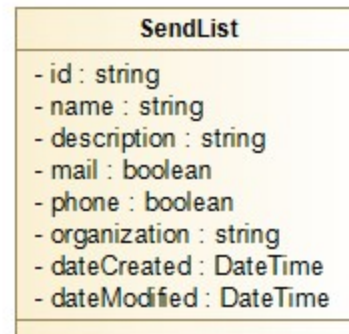 SendList
- id : string
- name : string
- description : string
- mail : boolean
- phone : boolean
- organization : string
- dateCreated : DateTime
- dateModified : DateTime